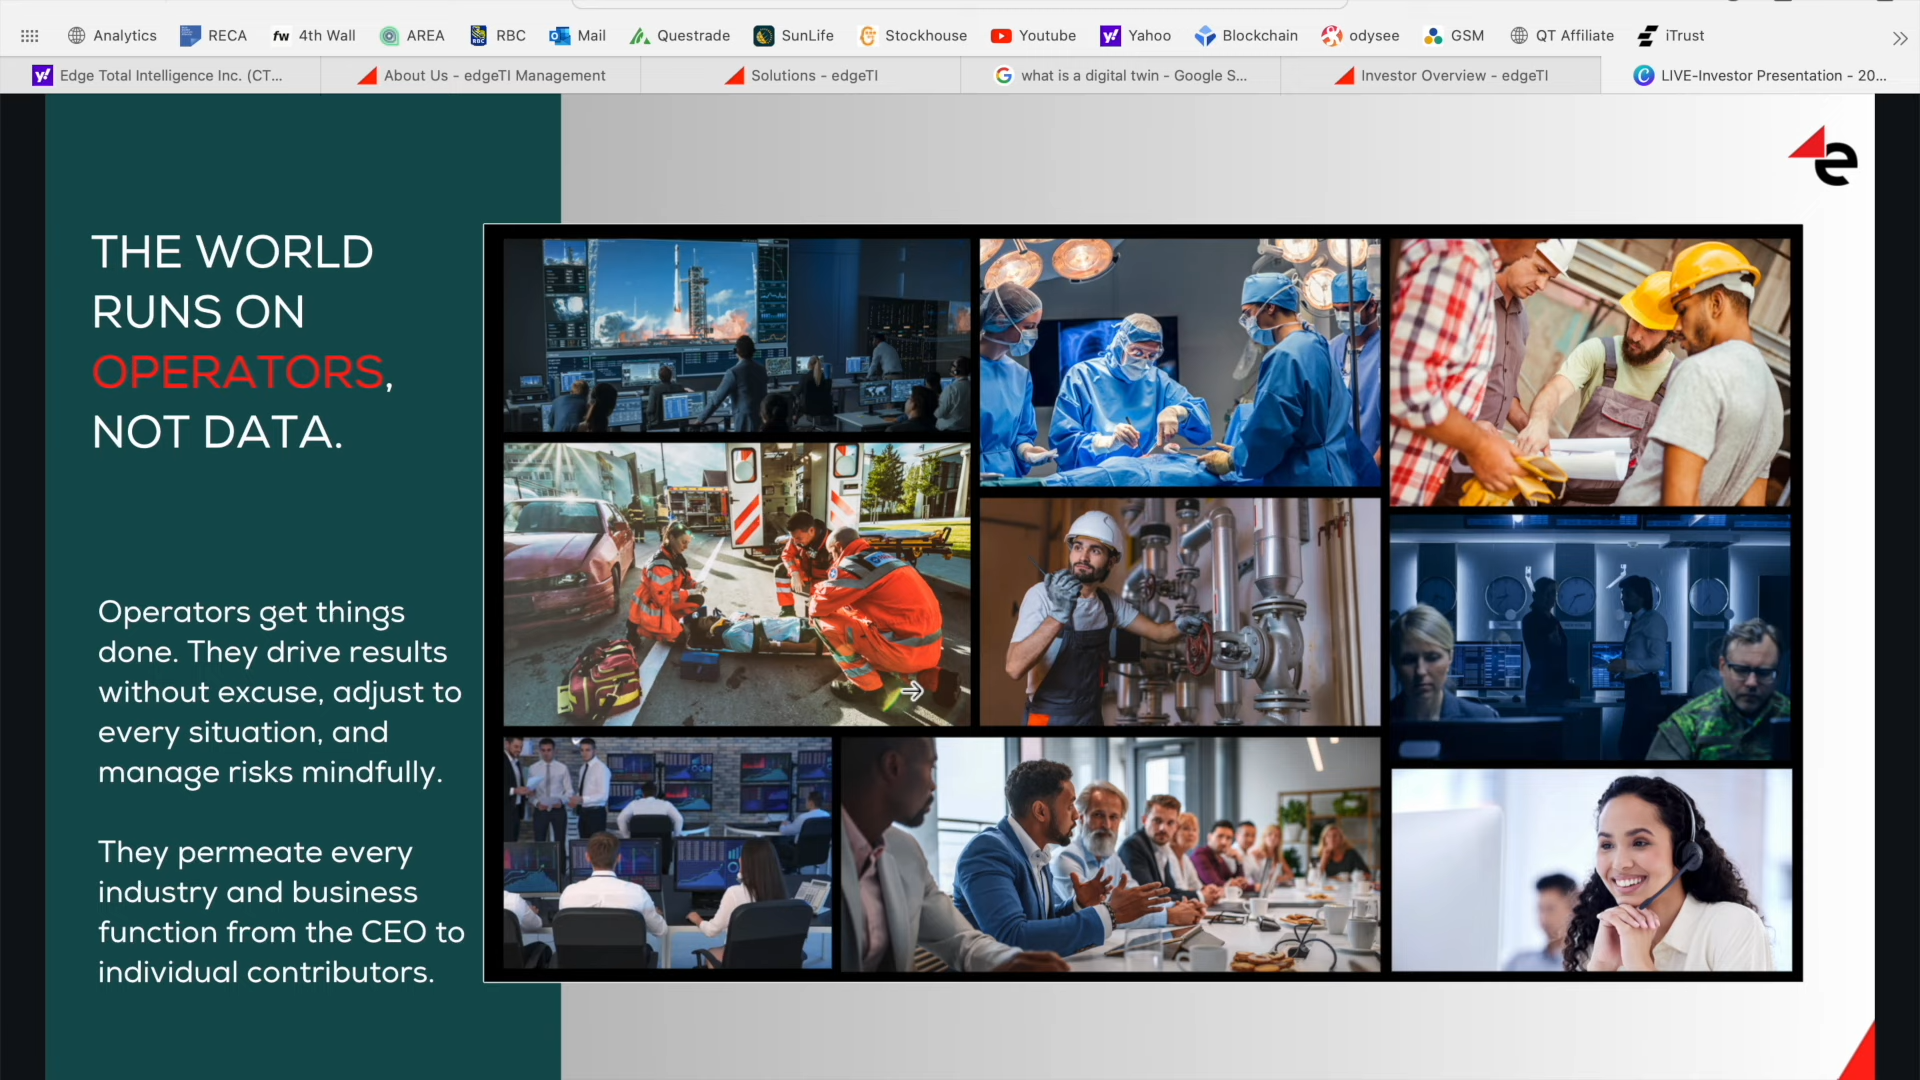 Analytics
RECA
fw 4th Wall
AREA
RBC
Mail
Questrade
SunLife
Stockhouse
Youtube
Yahoo
Blockchain
odysee
GSM
QT Affiliate
iTrust
Edge Total Intelligence Inc. (CT...
About Us - edgeTI Management
Solutions - edgeTI
what is a digital twin - Google S...
Investor Overview - edgeTI
LIVE-Investor Presentation - 20...
e
THE WORLD
RUNS ON
OPERATORS,
NOT DATA.
Operators get things
done. They drive results
without excuse, adjust to
every situation, and
manage risks mindfully.
They permeate every
industry and business
function from the CEO to
individual contributors.